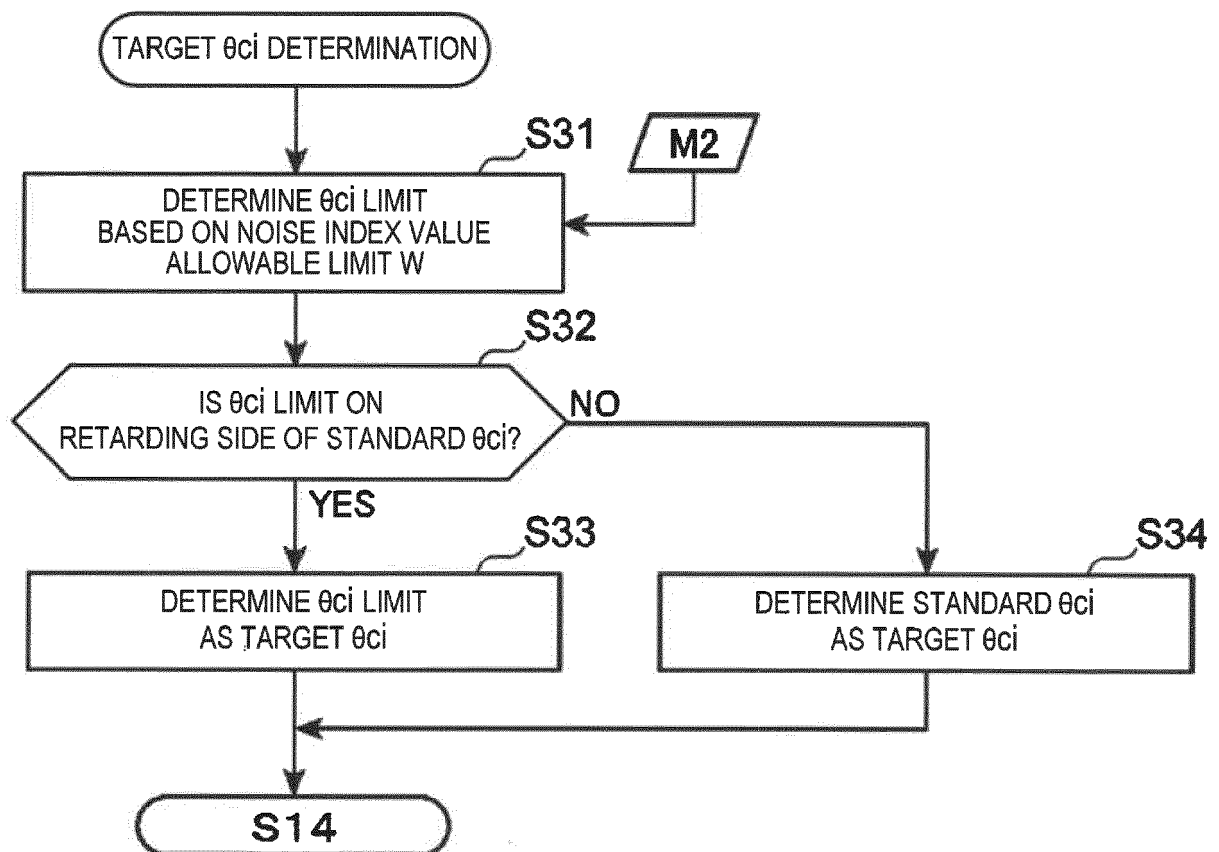 TARGET θci DETERMINATION
S31
M2
DETERMINE θci LIMIT
BASED ON NOISE INDEX VALUE
ALLOWABLE LIMIT W
S32
IS θci LIMIT ON
RETARDING SIDE OF STANDARD θci?
NO
YES
S33
S34
DETERMINE θci LIMIT
AS TARGET θci
DETERMINE STANDARD θci
AS TARGET θci
S14